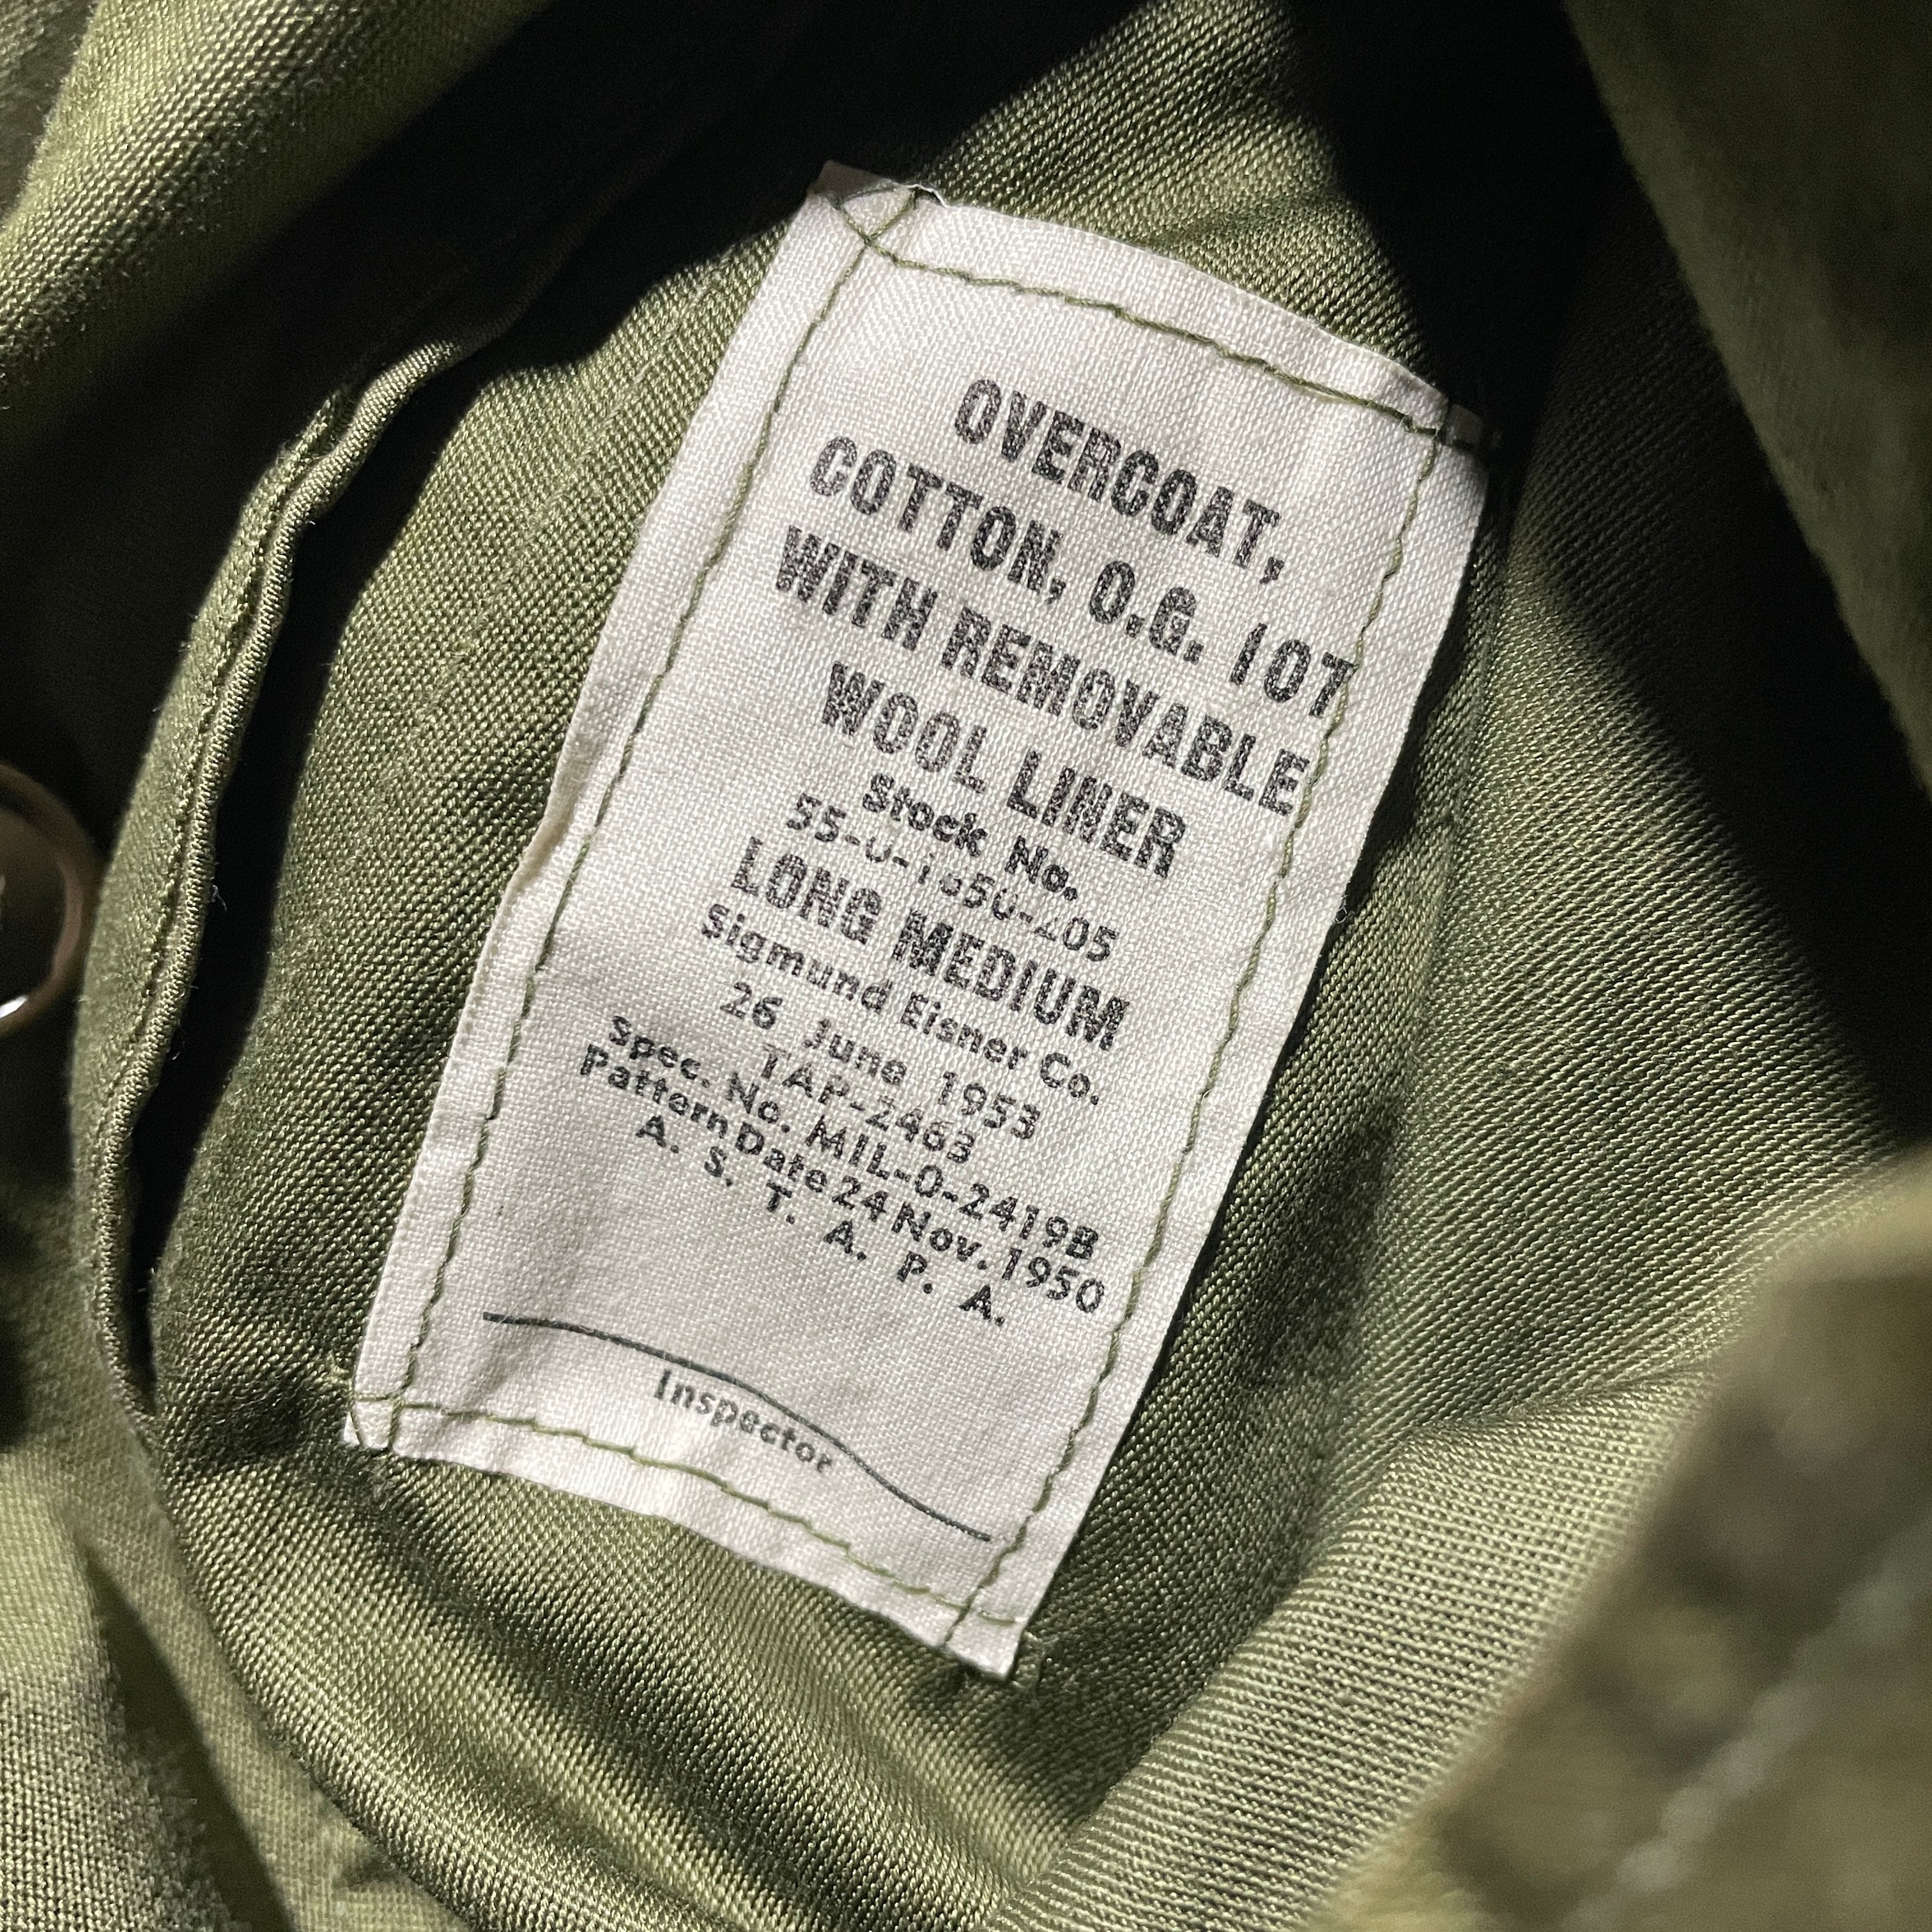 OVERCOAT,
COTTON, O.G. 107
WITH REMOVABLE
WOOL LINER
Stock No.
LONG MEDIUM
Sigmund Eisner Co.
26 June 1953
TAP-2463
Spec. No. MIL-O-2419B
Pattern Date 24 Nov. 1950
A. S. T. A. P. A.
Inspector